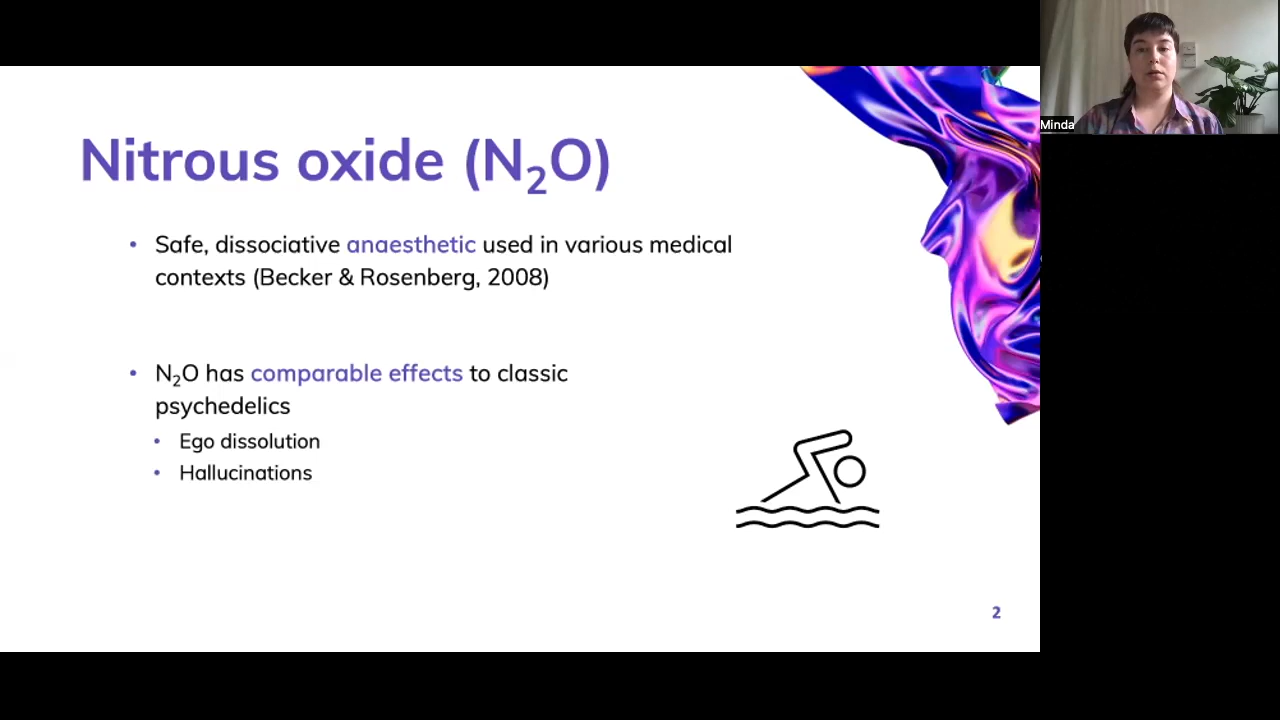 Minda
Nitrous oxide (N₂O)
• Safe, dissociative anaesthetic used in various medical
contexts (Becker & Rosenberg, 2008)
• N₂O has comparable effects to classic
psychedelics
• Ego dissolution
• Hallucinations
2